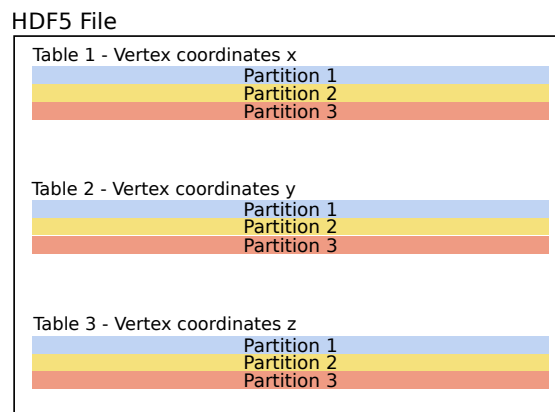 HDF5 File
Table 1 - Vertex coordinates x
Partition 1
Partition 2
Partition 3
Table 2 - Vertex coordinates y
Partition 1
Partition 2
Partition 3
Table 3 - Vertex coordinates z
Partition 1
Partition 2
Partition 3